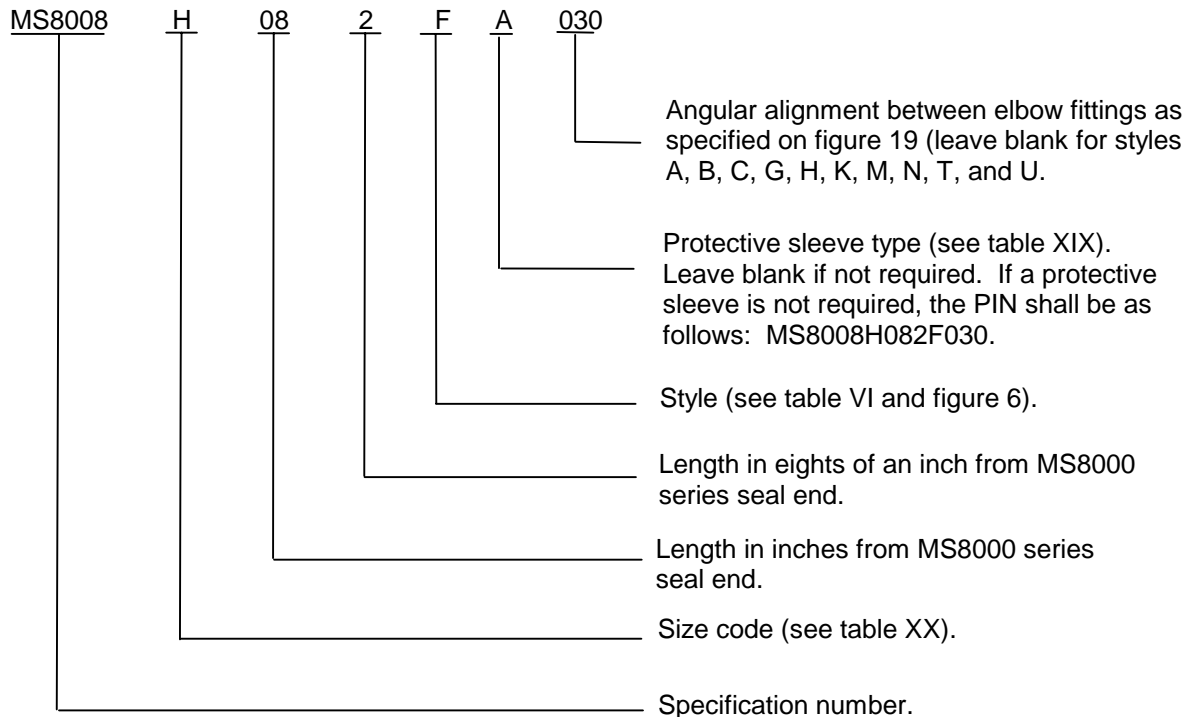 MS8008 H 08 2 F A 030
Angular alignment between elbow fittings as
specified on figure 19 (leave blank for styles
A, B, C, G, H, K, M, N, T, and U.
Protective sleeve type (see table XIX).
Leave blank if not required. If a protective
sleeve is not required, the PIN shall be as
follows: MS8008H082F030.
Style (see table VI and figure 6).
Length in eights of an inch from MS8000
series seal end.
Length in inches from MS8000 series
seal end.
Size code (see table XX).
Specification number.